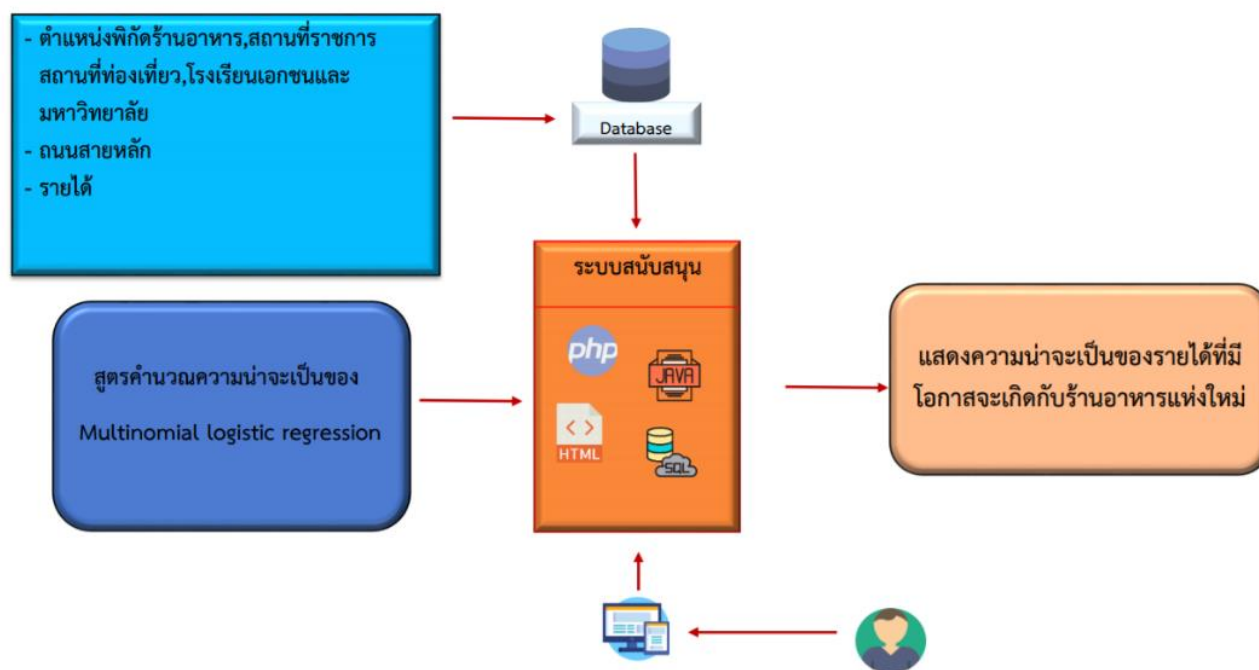 - ตำแหน่งพิกัดร้านอาหาร,สถานที่ราชการ
สถานที่ท่องเที่ยว,โรงเรียนเอกชนและ
มหาวิทยาลัย
- ถนนสายหลัก
- รายได้
Database
ระบบสนับสนุน
php
JAVA
HTML
SQL
สูตรคำนวณความน่าจะเป็นของ
Multinomial logistic regression
แสดงความน่าจะเป็นของรายได้ที่มี
โอกาสจะเกิดกับร้านอาหารแห่งใหม่